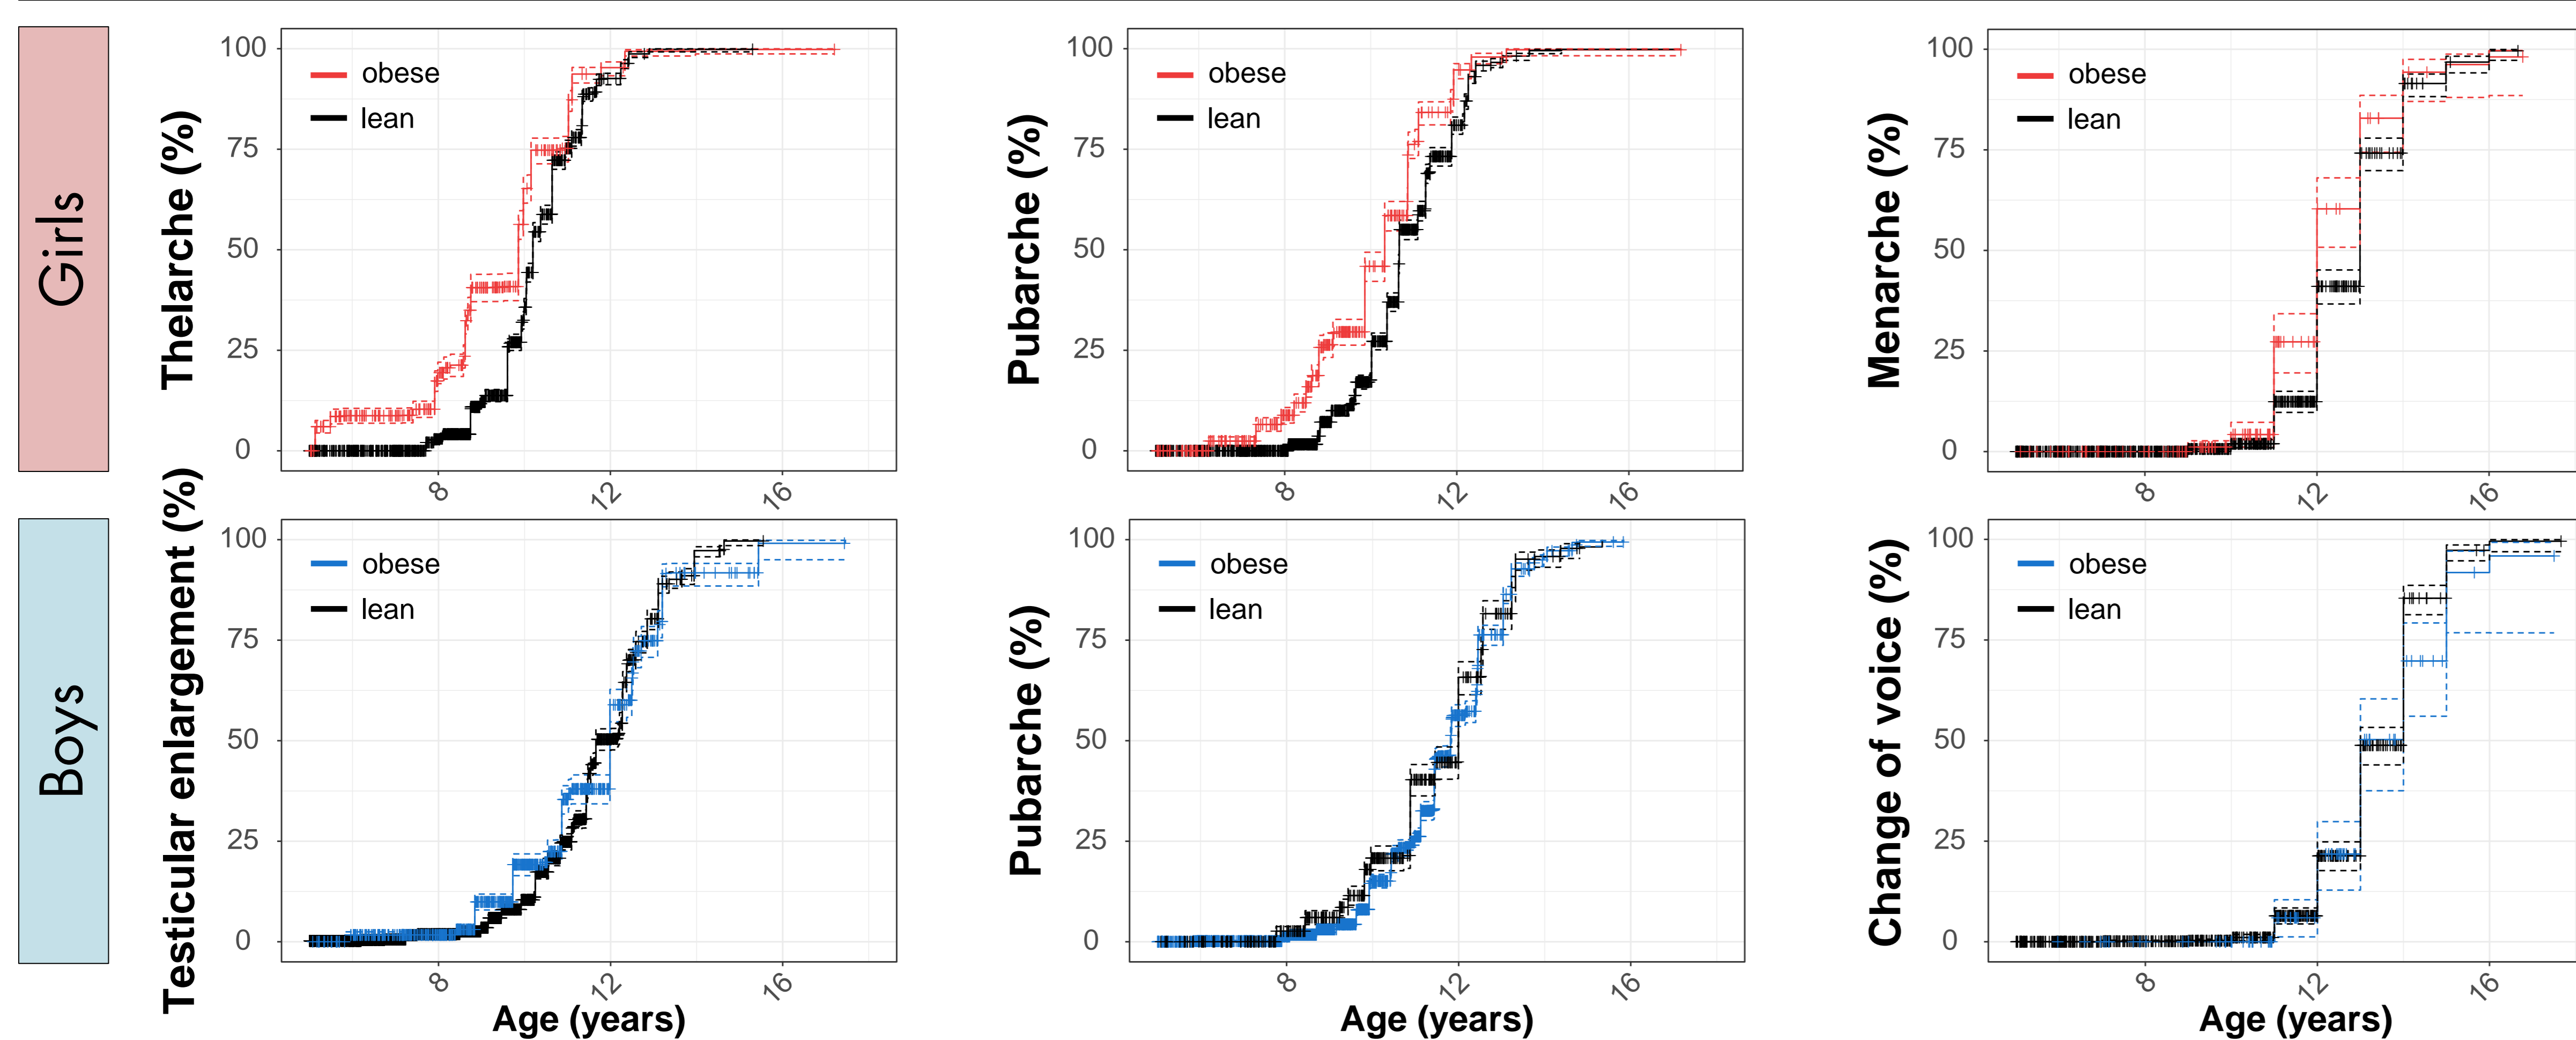 Girls
Thelarche (%)
100
75
50
25
0
obese
lean
8
12
16
Pubarche (%)
100
75
50
25
0
obese
lean
8
12
16
Menarche (%)
100
75
50
25
0
obese
lean
8
12
16
Boys
Testicular enlargement (%)
100
75
50
25
0
obese
lean
8
12
16
Age (years)
Pubarche (%)
100
75
50
25
0
obese
lean
8
12
16
Age (years)
Change of voice (%)
100
75
50
25
0
obese
lean
8
12
16
Age (years)